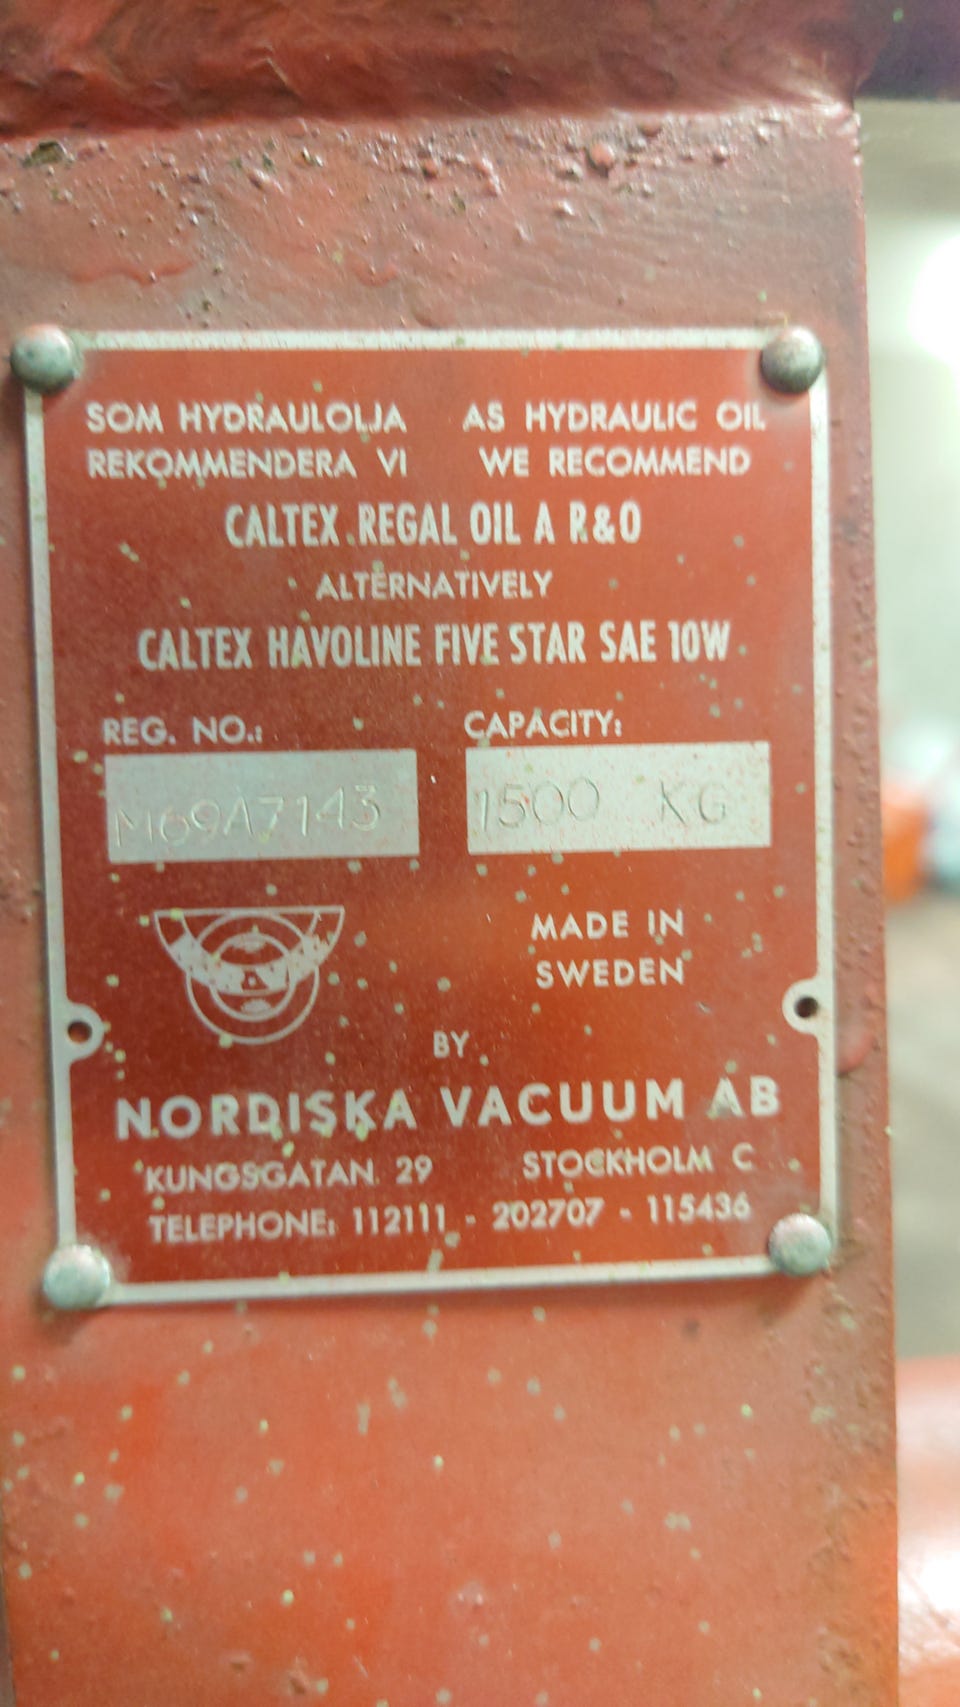 SOM HYDRAULOLJA AS HYDRAULIC OIL
REKOMMENDERA VI WE RECOMMEND
CALTEX REGAL OIL A R&O
ALTERNATIVELY
CALTEX HAVOLINE FIVE STAR SAE 10W
REG. NO.: CAPACITY:
M69A7143 1500 KG
MADE IN
SWEDEN
BY
NORDISKA VACUUM AB
KUNGSGATAN 29 STOCKHOLM C
TELEPHONE: 112111 - 202707 - 115436